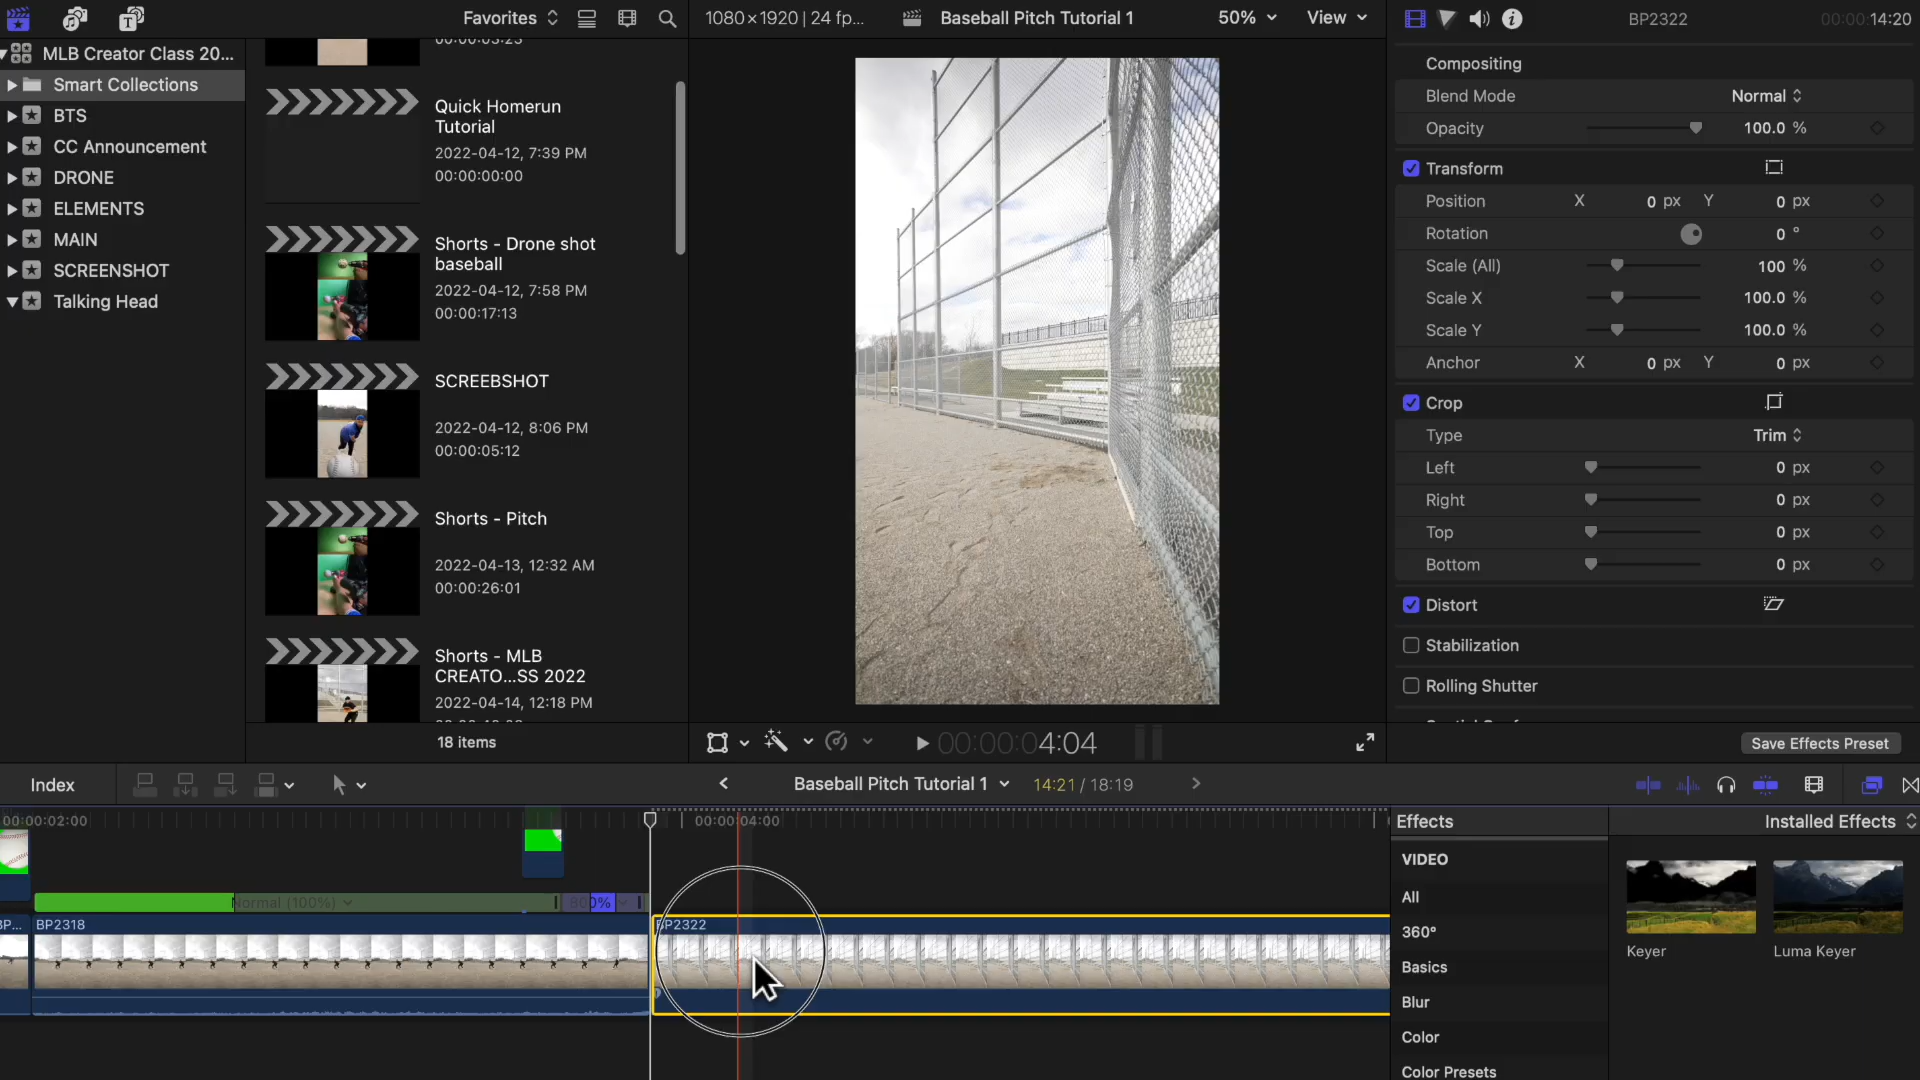 Favorites
1080×1920 | 24 fp...
Baseball Pitch Tutorial 1
50%
View
BP2322
00:00:14:20
MLB Creator Class 20...
Smart Collections
BTS
CC Announcement
DRONE
ELEMENTS
MAIN
SCREENSHOT
Talking Head
00:00:03:23
Quick Homerun
Tutorial
2022-04-12, 7:39 PM
00:00:00:00
Shorts - Drone shot
baseball
2022-04-12, 7:58 PM
00:00:17:13
SCREEBSHOT
2022-04-12, 8:06 PM
00:00:05:12
Shorts - Pitch
2022-04-13, 12:32 AM
00:00:26:01
Shorts - MLB
CREATO...SS 2022
2022-04-14, 12:18 PM
18 items
00:00:04:04
Compositing
Blend Mode Normal
Opacity 100.0 %
Transform
Position X 0 px Y 0 px
Rotation 0 °
Scale (All) 100 %
Scale X 100.0 %
Scale Y 100.0 %
Anchor X 0 px Y 0 px
Crop
Type Trim
Left 0 px
Right 0 px
Top 0 px
Bottom 0 px
Distort
Stabilization
Rolling Shutter
Save Effects Preset
Index
Baseball Pitch Tutorial 1
14:21 / 18:19
00:00:02:00
00:00:04:00
Normal (100%)
800%
BP...
BP2318
BP2322
Effects
Installed Effects
VIDEO
All
360°
Basics
Blur
Color
Color Presets
Keyer
Luma Keyer